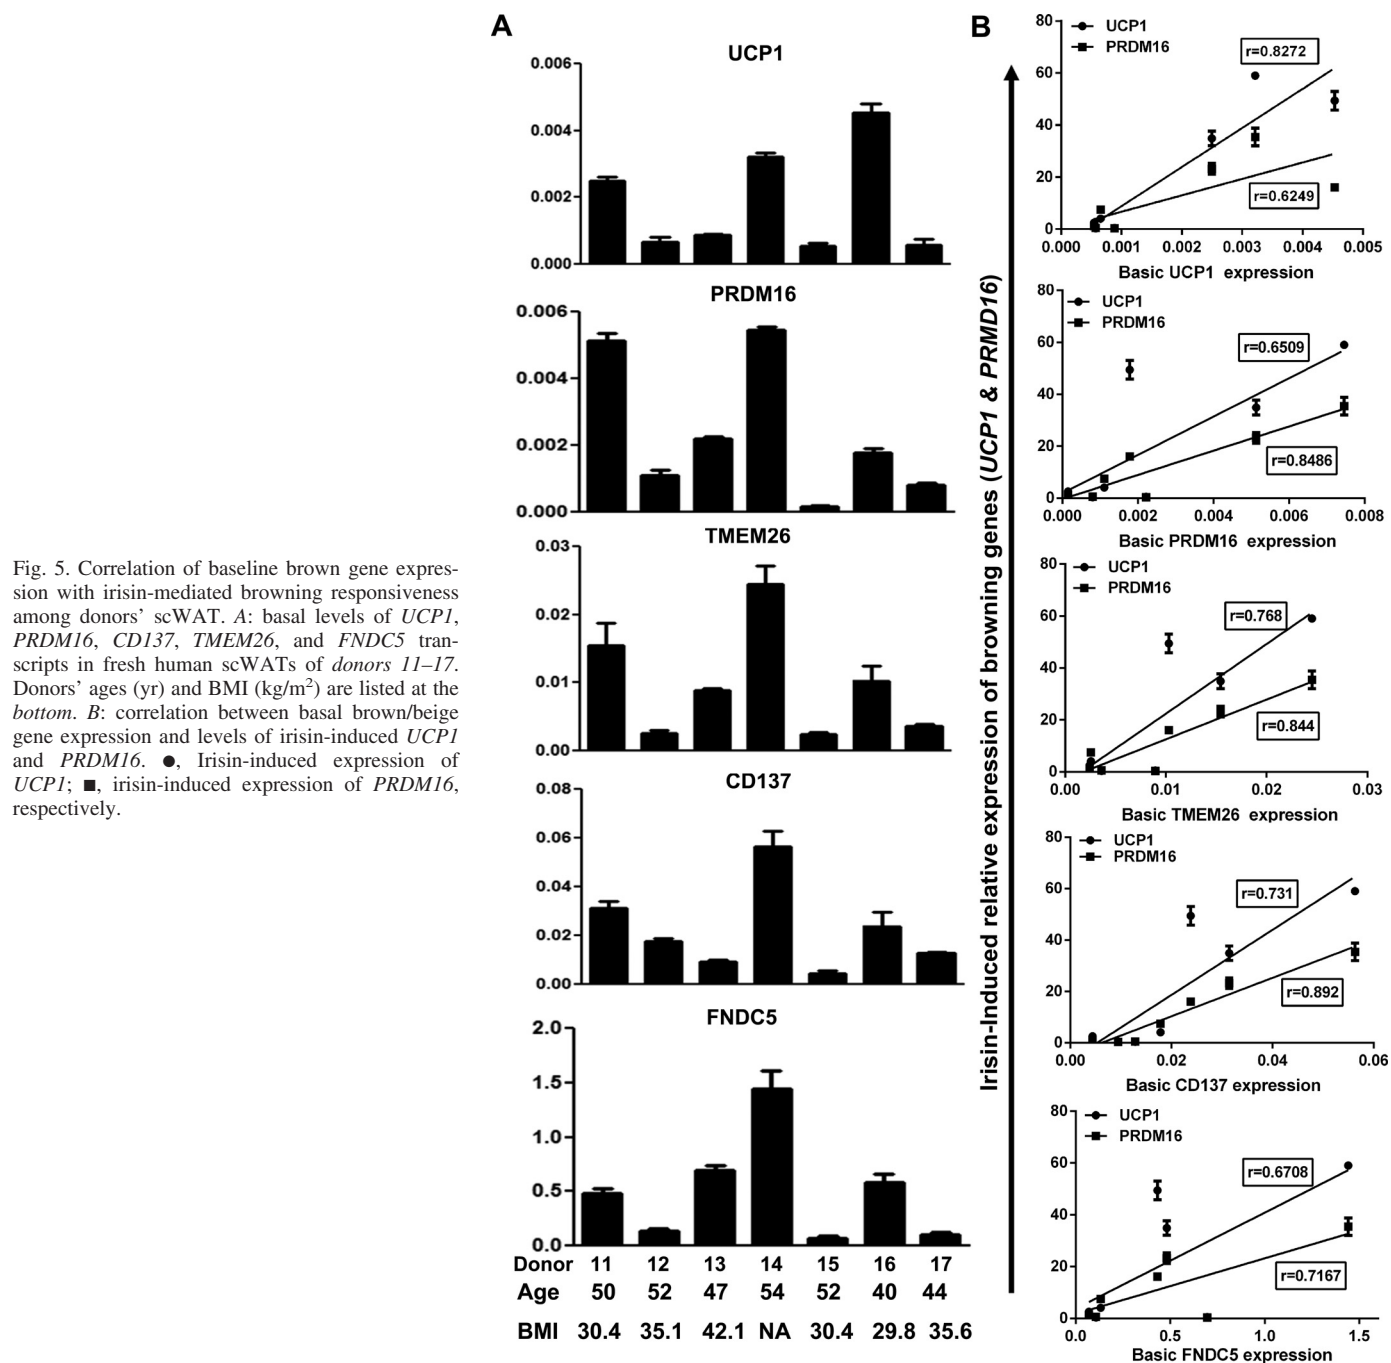 Fig. 5. Correlation of baseline brown gene expres-
sion with irisin-mediated browning responsiveness
among donors' scWAT. A: basal levels of UCP1,
PRDM16, CD137, TMEM26, and FNDC5 tran-
scripts in fresh human scWATs of donors 11–17.
Donors' ages (yr) and BMI (kg/m²) are listed at the
bottom. B: correlation between basal brown/beige
gene expression and levels of irisin-induced UCP1
and PRDM16. ●, Irisin-induced expression of
UCP1; ■, irisin-induced expression of PRDM16,
respectively.
A
UCP1
0.006
0.004
0.002
0.000
PRDM16
0.006
0.004
0.002
0.000
TMEM26
0.03
0.02
0.01
0.00
CD137
0.08
0.06
0.04
0.02
0.00
FNDC5
2.0
1.5
1.0
0.5
0.0
Donor 11 12 13 14 15 16 17
Age 50 52 47 54 52 40 44
BMI 30.4 35.1 42.1 NA 30.4 29.8 35.6
B
Irisin-Induced relative expression of browning genes (UCP1 & PRMD16)
80
60
40
20
0
UCP1
PRDM16
r=0.8272
r=0.6249
0.000 0.001 0.002 0.003 0.004 0.005
Basic UCP1 expression
80
60
40
20
0
UCP1
PRDM16
r=0.6509
r=0.8486
0.000 0.002 0.004 0.006 0.008
Basic PRDM16 expression
80
60
40
20
0
UCP1
PRDM16
r=0.768
r=0.844
0.00 0.01 0.02 0.03
Basic TMEM26 expression
80
60
40
20
0
UCP1
PRDM16
r=0.731
r=0.892
0.00 0.02 0.04 0.06
Basic CD137 expression
80
60
40
20
0
UCP1
PRDM16
r=0.6708
r=0.7167
0.0 0.5 1.0 1.5
Basic FNDC5 expression